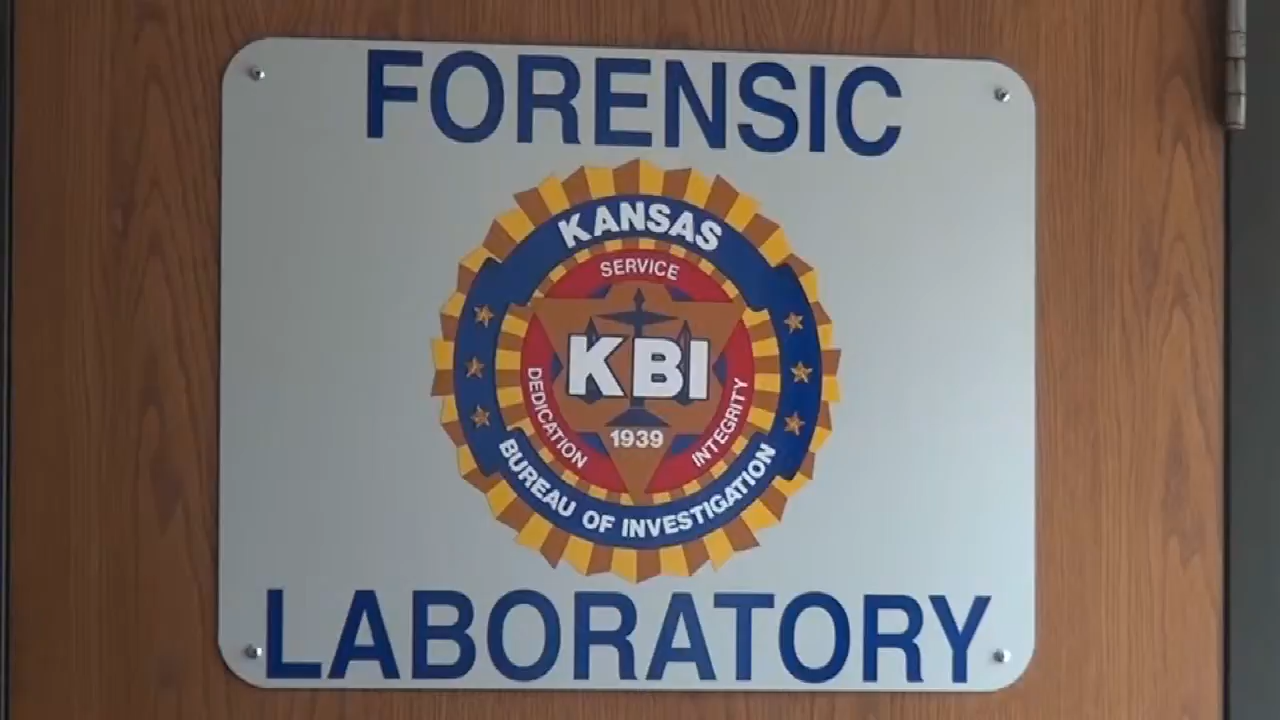 FORENSIC
KANSAS
SERVICE
KBI
DEDICATION
INTEGRITY
1939
BUREAU OF INVESTIGATION
LABORATORY